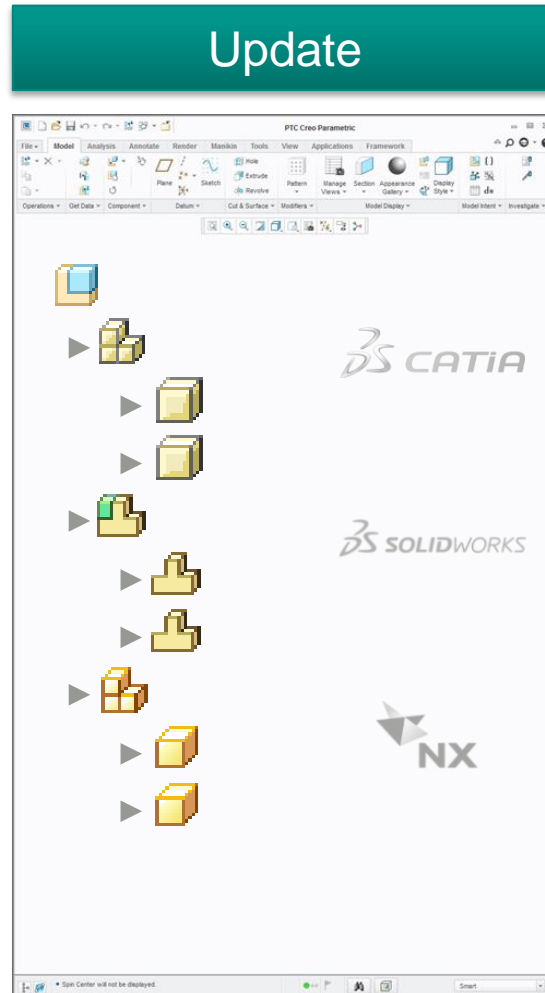 Update
PTC Creo Parametric
File Model Analysis Annotate Render Manikin Tools View Applications Framework
Plane Sketch Hole Extrude Revolve Pattern Manage Views Section Appearance Gallery Display Style
Operations Get Data Component Datum Cut & Surface Modifiers Model Display Model Intent Investigate
CATIA
SOLIDWORKS
NX
Spin Center will not be displayed. Smart